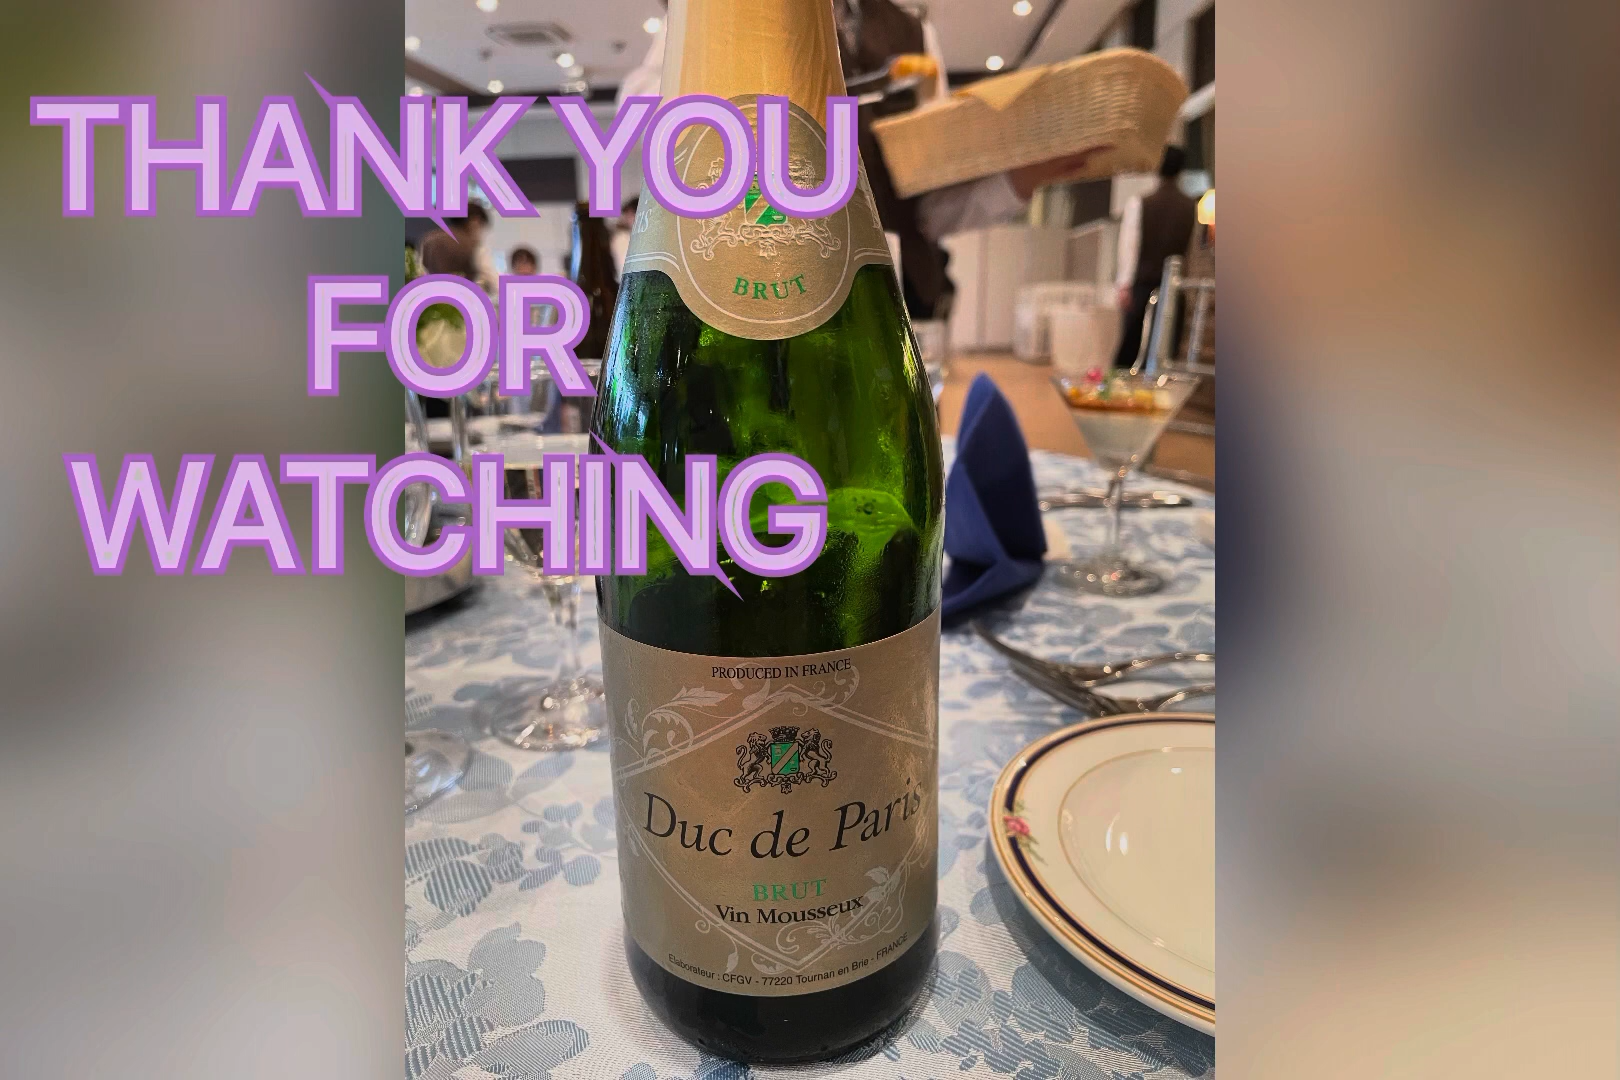 THANK YOU
FOR
WATCHING
BRUT
PRODUCED IN FRANCE
Duc de Paris
BRUT
Vin Mousseux
Elaborateur : CFGV - 77220 Tournan en Brie - FRANCE